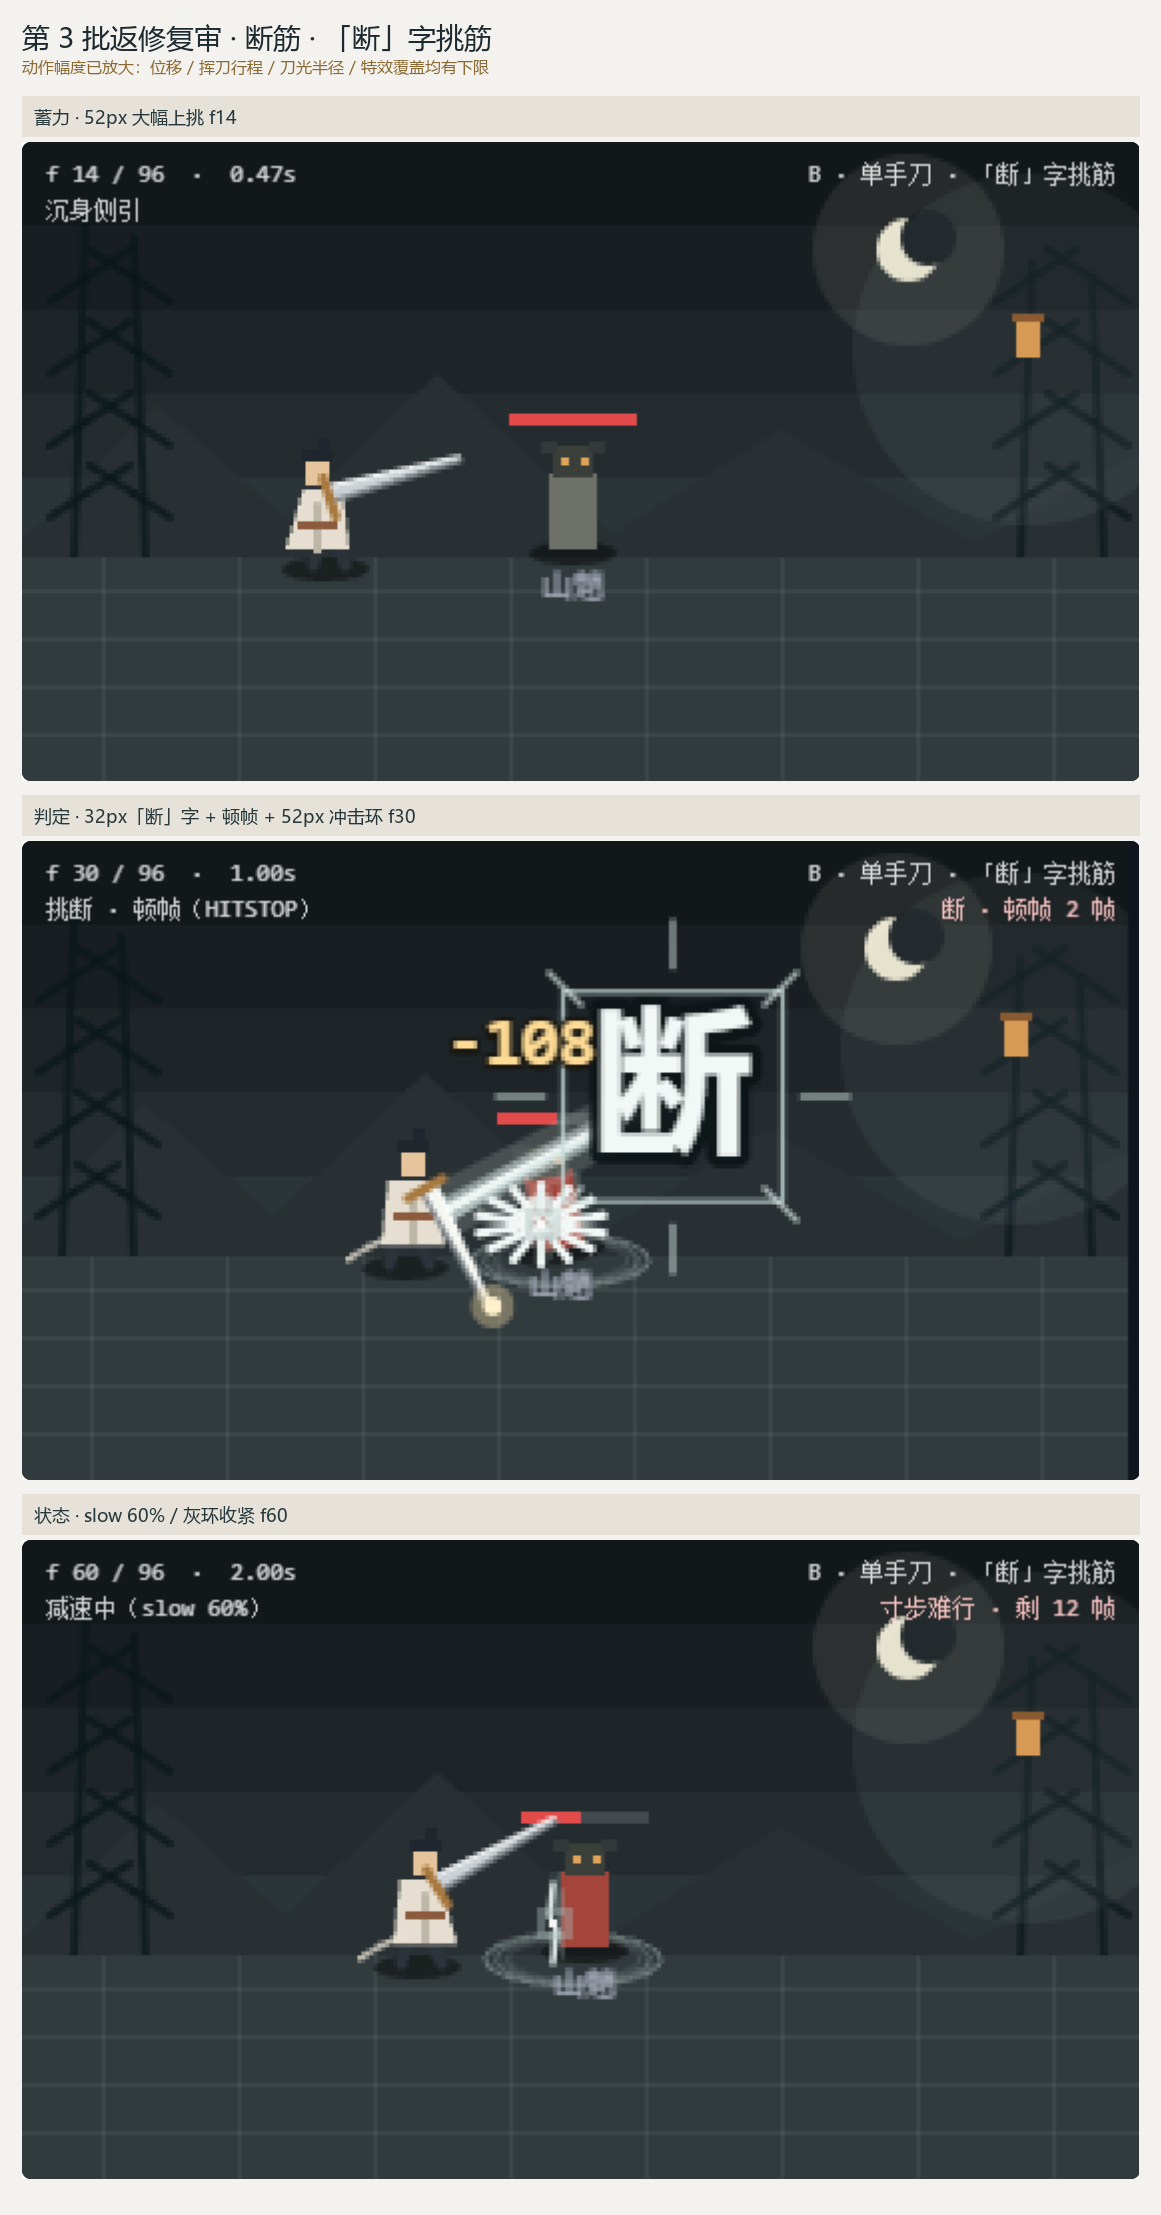 第 3 批返修复审 · 断筋 · 「断」字挑筋
动作幅度已放大：位移 / 挥刀行程 / 刀光半径 / 特效覆盖均有下限
蓄力 · 52px 大幅上挑 f14
f 14 / 96 · 0.47s
B · 单手刀 · 「断」字挑筋
沉身侧引
山魈
判定 · 32px「断」字 + 顿帧 + 52px 冲击环 f30
f 30 / 96 · 1.00s
B · 单手刀 · 「断」字挑筋
挑断 · 顿帧（HITSTOP）
断 · 顿帧 2 帧
-108
断
山魈
状态 · slow 60% / 灰环收紧 f60
f 60 / 96 · 2.00s
B · 单手刀 · 「断」字挑筋
减速中（slow 60%）
寸步难行 · 剩 12 帧
山魈